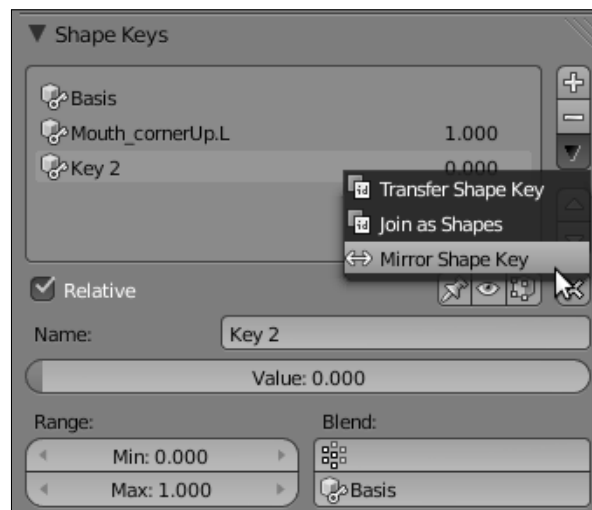 Shape Keys
Basis
Mouth_cornerUp.L 1.000
Key 2 0.000
Transfer Shape Key
Join as Shapes
Mirror Shape Key
Relative
Name: Key 2
Value: 0.000
Range: Blend:
Min: 0.000
Max: 1.000 Basis